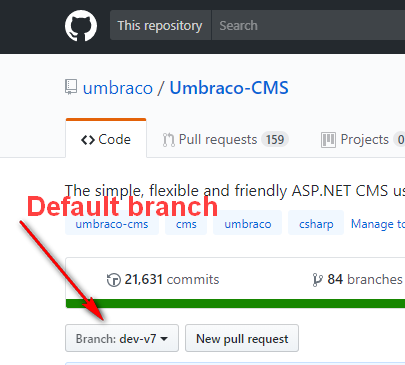 This repository Search
umbraco / Umbraco-CMS
Code Pull requests 159 Projects 0
The simple, flexible and friendly ASP.NET CMS us
Default branch
umbraco-cms cms umbraco csharp Manage to
21,631 commits 84 branches
Branch: dev-v7 New pull request